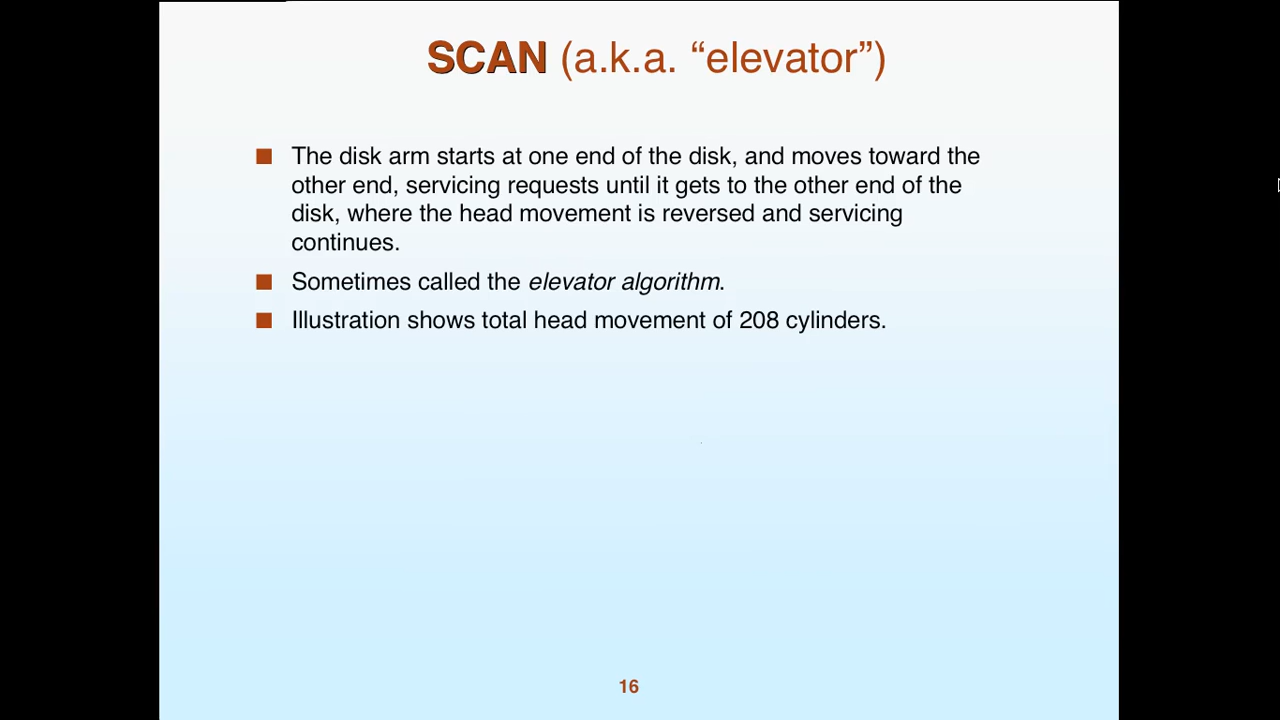 SCAN (a.k.a. “elevator”)
The disk arm starts at one end of the disk, and moves toward the
other end, servicing requests until it gets to the other end of the
disk, where the head movement is reversed and servicing
continues.
Sometimes called the elevator algorithm.
Illustration shows total head movement of 208 cylinders.
16